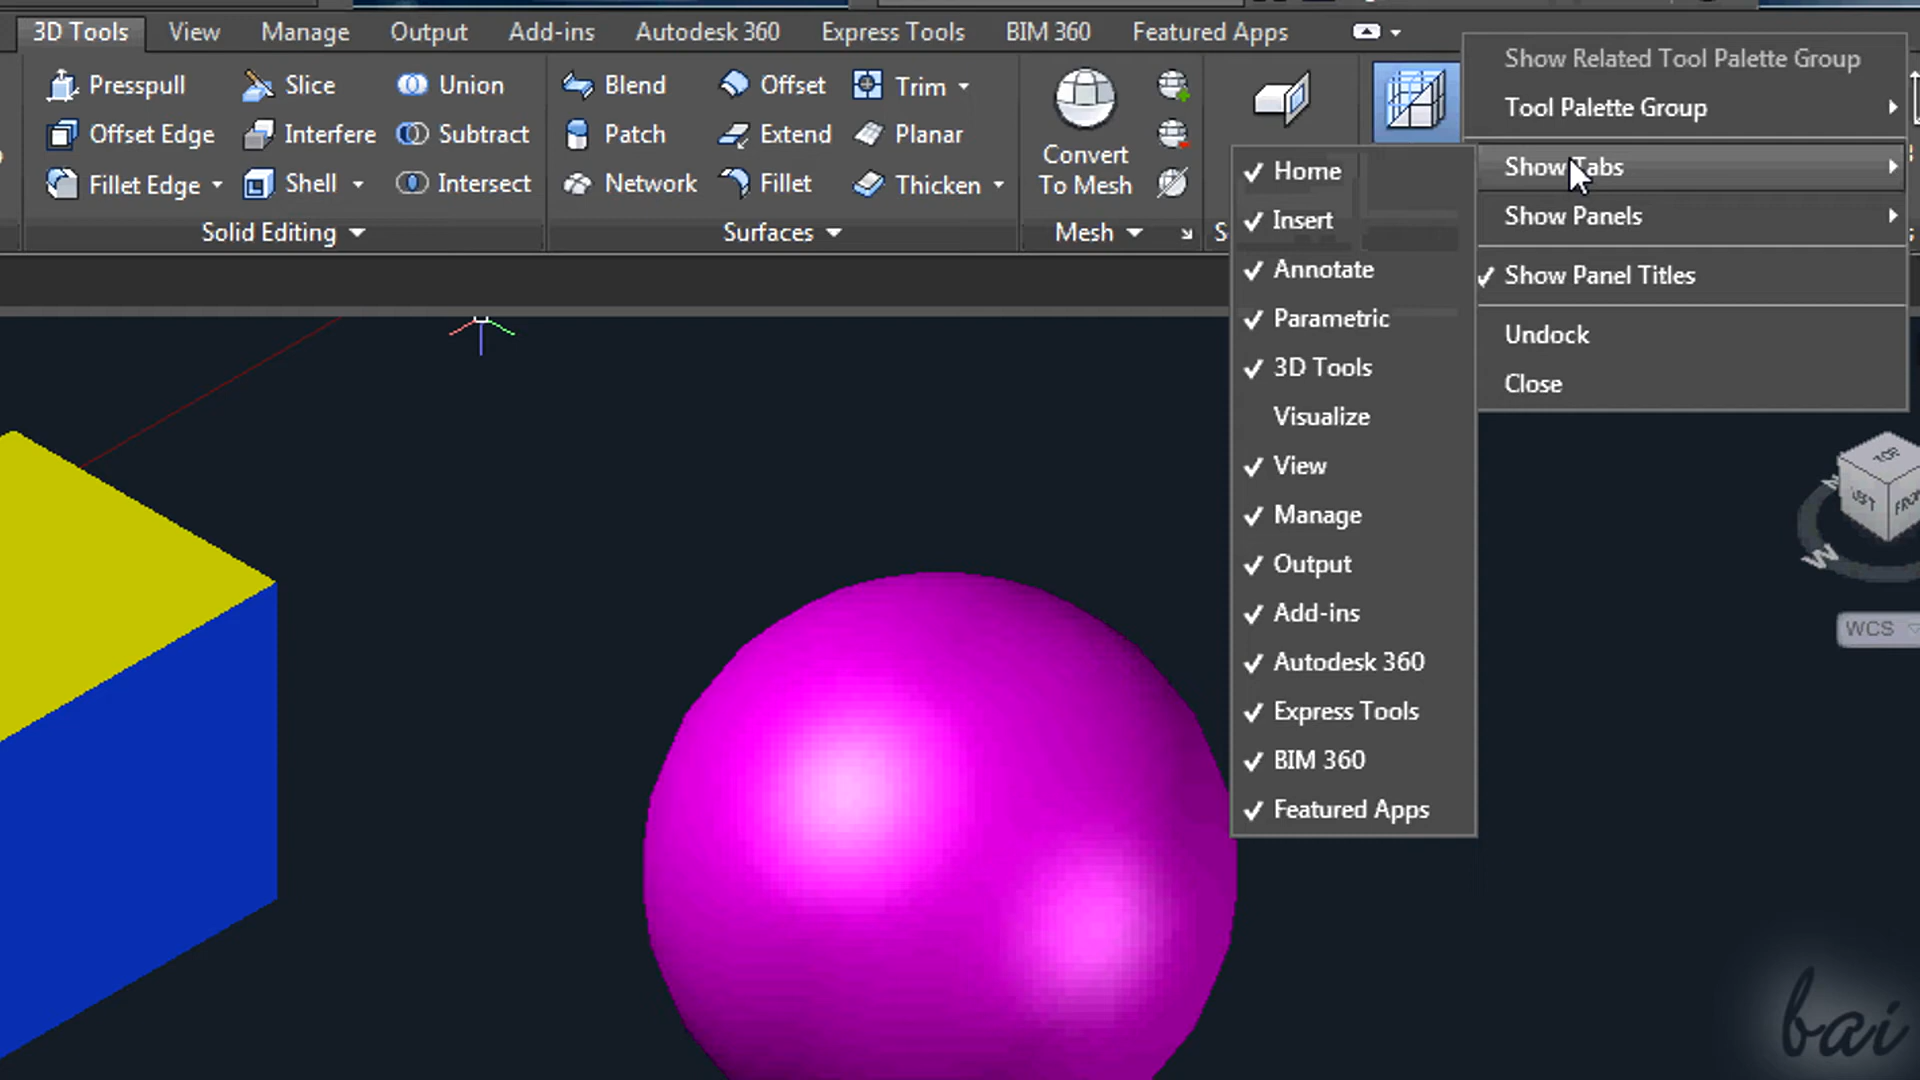 3D Tools View Manage Output Add-ins Autodesk 360 Express Tools BIM 360 Featured Apps
Presspull Slice Union Blend Offset Trim
Offset Edge Interfere Subtract Patch Extend Planar
Fillet Edge Shell Intersect Network Fillet Thicken
Convert
To Mesh
Solid Editing Surfaces Mesh S
Show Related Tool Palette Group
Tool Palette Group
Show Tabs
Show Panels
Show Panel Titles
Undock
Close
Home
Insert
Annotate
Parametric
3D Tools
Visualize
View
Manage
Output
Add-ins
Autodesk 360
Express Tools
BIM 360
Featured Apps
TOP
LEFT
W
WCS
bai